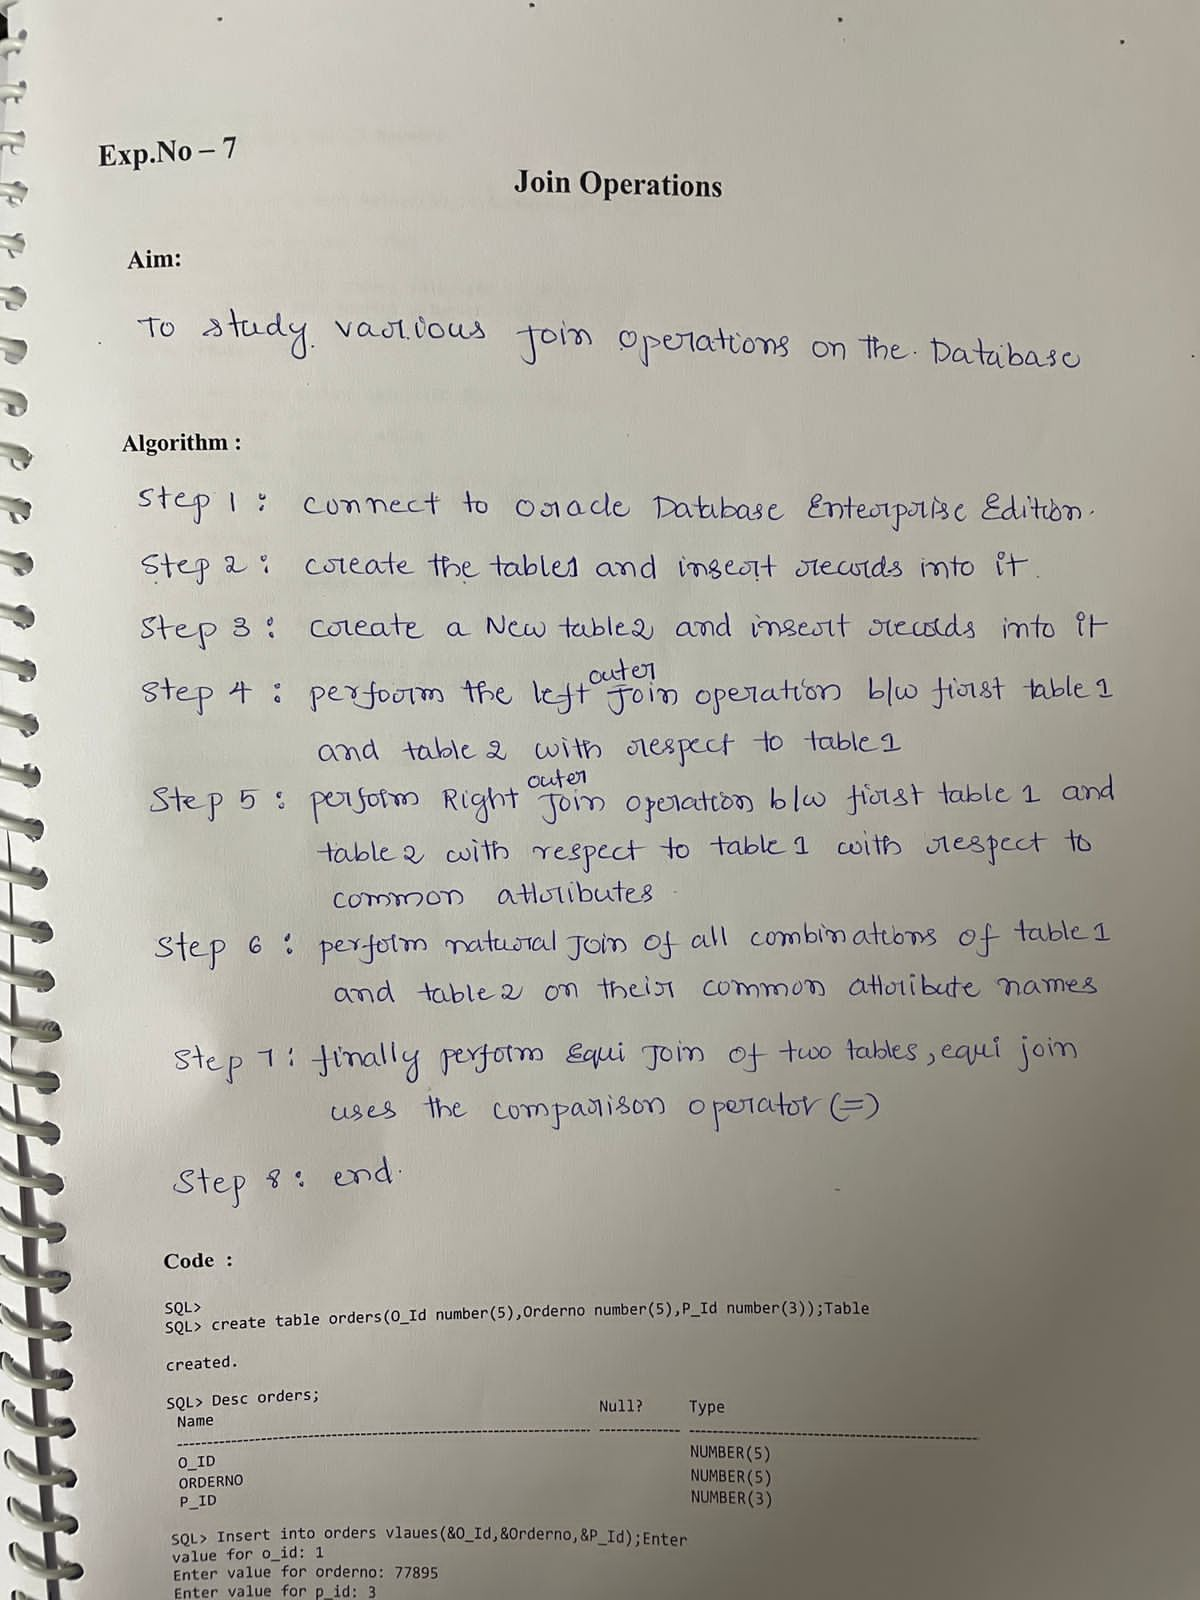 Exp.No – 7
Join Operations
Aim:
To study various Join operations on the Database
Algorithm :
Step 1 : connect to Oracle Database Enterprise Edition.
Step 2 : create the table1 and insert records into it.
Step 3 : create a New table2 and insert records into it
outer
Step 4 : perform the left Join operation b/w first table 1
and table 2 with respect to table 1
outer
Step 5 : perform Right Join operation b/w first table 1 and
table 2 with respect to table 1 with respect to
common attributes.
Step 6 : perform natural Join of all combinations of table 1
and table 2 on their common attribute names
Step 7 : finally perform Equi Join of two tables, equi join
uses the comparison operator (=)
Step 8 : end.
Code :
SQL>
SQL> create table orders(O_Id number(5),Orderno number(5),P_Id number(3));Table
created.
SQL> Desc orders;
Name Null? Type
O_ID NUMBER(5)
ORDERNO NUMBER(5)
P_ID NUMBER(3)
SQL> Insert into orders vlaues(&O_Id,&Orderno,&P_Id);Enter
value for o_id: 1
Enter value for orderno: 77895
Enter value for p_id: 3